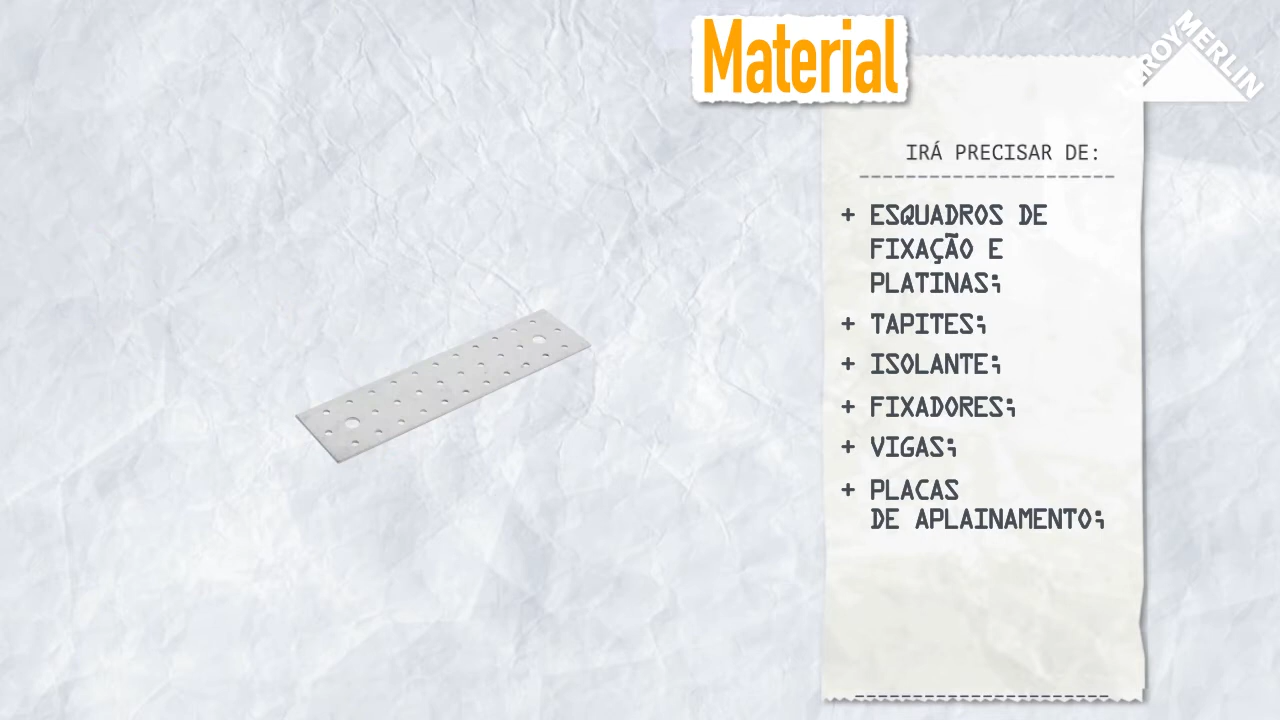 Material
LEROY MERLIN
IRÁ PRECISAR DE:
+ ESQUADROS DE
FIXAÇÃO E
PLATINAS;
+ TAPITES;
+ ISOLANTE;
+ FIXADORES;
+ VIGAS;
+ PLACAS
DE APLAINAMENTO;